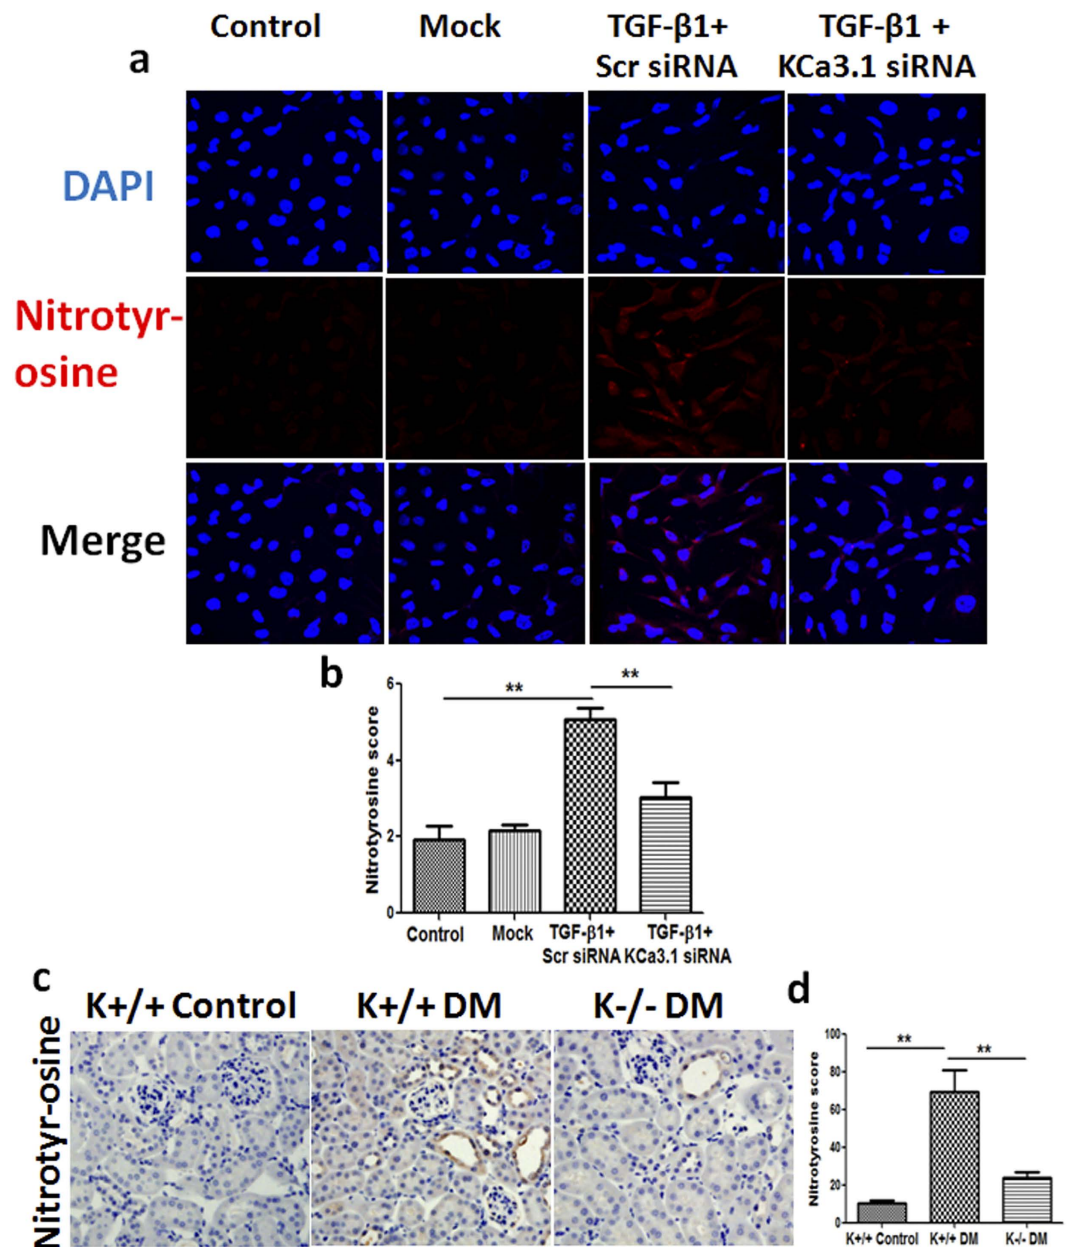 Control Mock TGF-β1+ TGF-β1 +
a Scr siRNA KCa3.1 siRNA
DAPI
Nitrotyr-
osine
Merge
b
**
**
6
4
2
0
Nitrotyrosine score
Control Mock TGF-β1+ TGF-β1+
Scr siRNA KCa3.1 siRNA
c
K+/+ Control K+/+ DM K-/- DM
Nitrotyr-osine
d
**
**
100
80
60
40
20
0
Nitrotyrosine score
K+/+ Control K+/+ DM K-/- DM